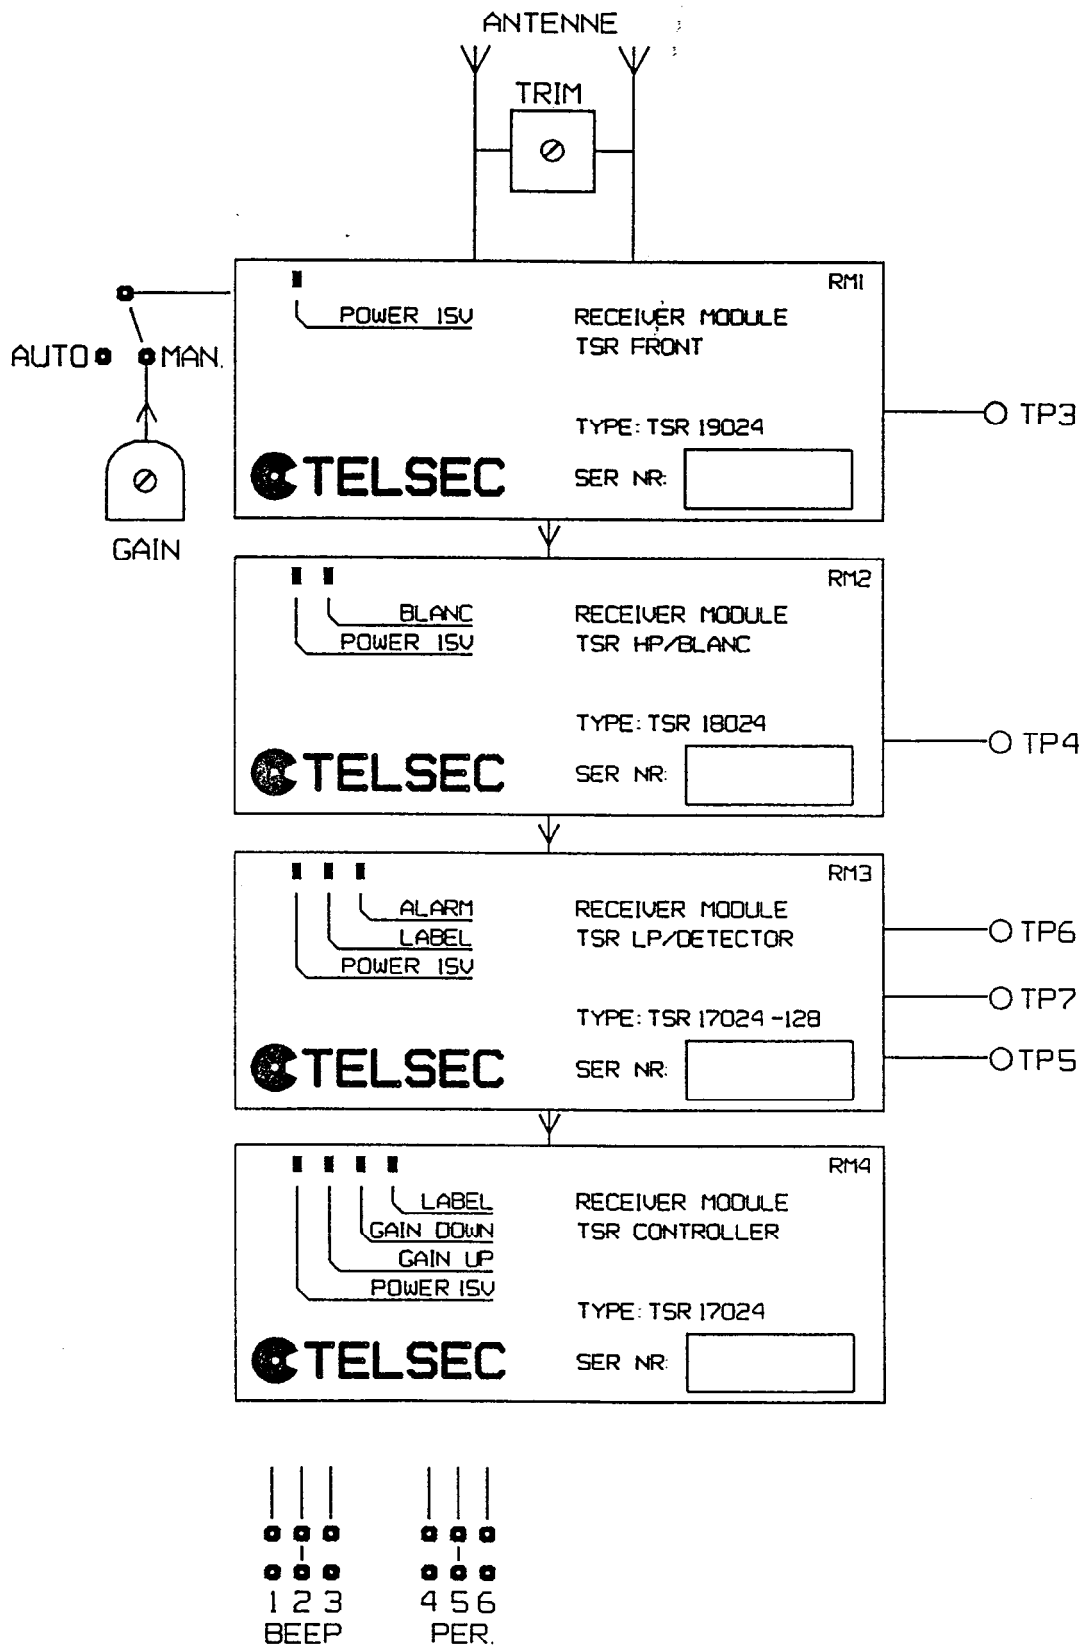 ANTENNE
TRIM
RM1
POWER 15V
RECEIVER MODULE
TSR FRONT
AUTO
MAN.
TP3
TYPE: TSR 19024
TELSEC
SER NR:
GAIN
RM2
BLANC
POWER 15V
RECEIVER MODULE
TSR HP/BLANC
TYPE: TSR 18024
TP4
TELSEC
SER NR:
RM3
ALARM
LABEL
POWER 15V
RECEIVER MODULE
TSR LP/DETECTOR
TP6
TP7
TYPE: TSR 17024 -128
TP5
TELSEC
SER NR:
RM4
LABEL
GAIN DOWN
GAIN UP
POWER 15V
RECEIVER MODULE
TSR CONTROLLER
TYPE: TSR 17024
TELSEC
SER NR:
1 2 3
BEEP
4 5 6
PER.